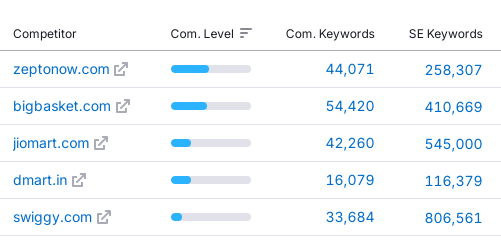 Competitor Com. Level Com. Keywords SE Keywords
zeptonow.com 44,071 258,307
bigbasket.com 54,420 410,669
jiomart.com 42,260 545,000
dmart.in 16,079 116,379
swiggy.com 33,684 806,561